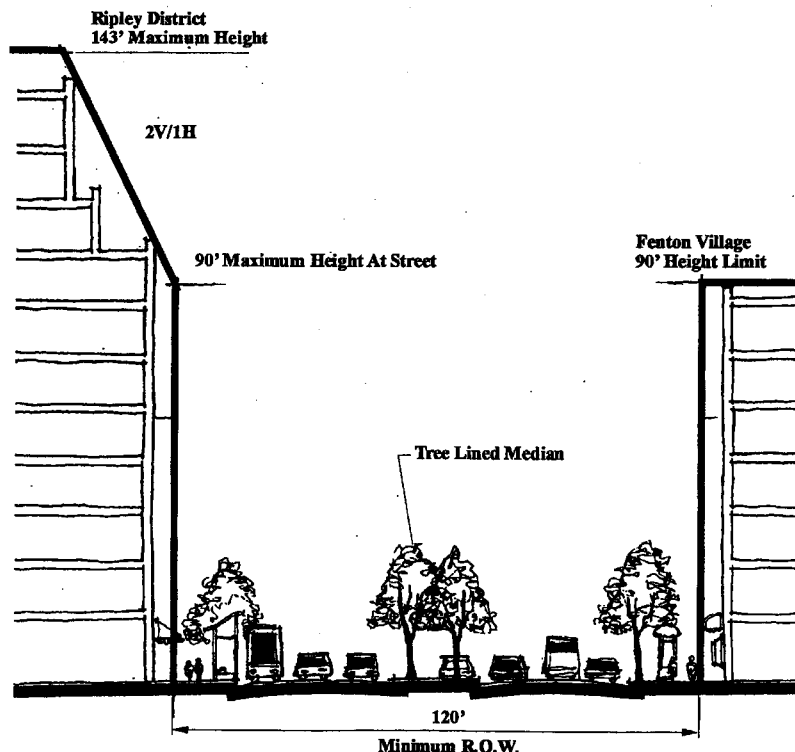 Ripley District
143' Maximum Height
2V/1H
90' Maximum Height At Street
Fenton Village
90' Height Limit
Tree Lined Median
120'
Minimum R.O.W.